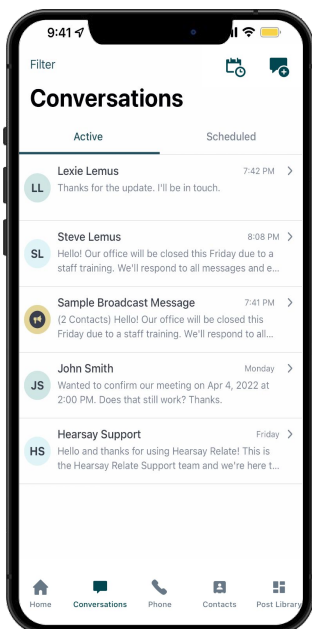 9:41
Filter
Conversations
Active Scheduled
Lexie Lemus 7:42 PM
LL
Thanks for the update. I'll be in touch.
Steve Lemus 8:08 PM
SL
Hello! Our office will be closed this Friday due to a
staff training. We'll respond to all messages and e...
Sample Broadcast Message 7:41 PM
(2 Contacts) Hello! Our office will be closed this
Friday due to a staff training. We'll respond to all...
John Smith Monday
JS
Wanted to confirm our meeting on Apr 4, 2022 at
2:00 PM. Does that still work? Thanks.
Hearsay Support Friday
HS
Hello and thanks for using Hearsay Relate! This is
the Hearsay Relate Support team and we're here t...
Home Conversations Phone Contacts Post Library